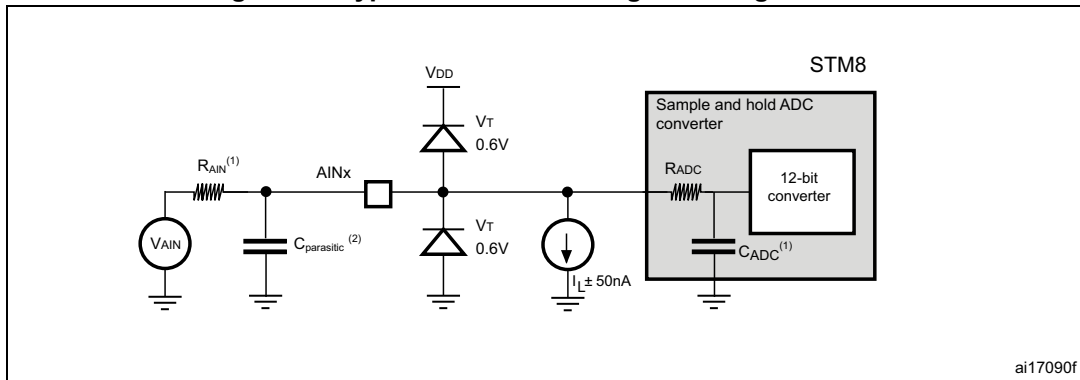 STM8
VDD
Sample and hold ADC
converter
VT
0.6V
RAIN(1)
AINx
RADC
12-bit
converter
VAIN
Cparasitic (2)
VT
0.6V
CADC(1)
IL± 50nA
ai17090f